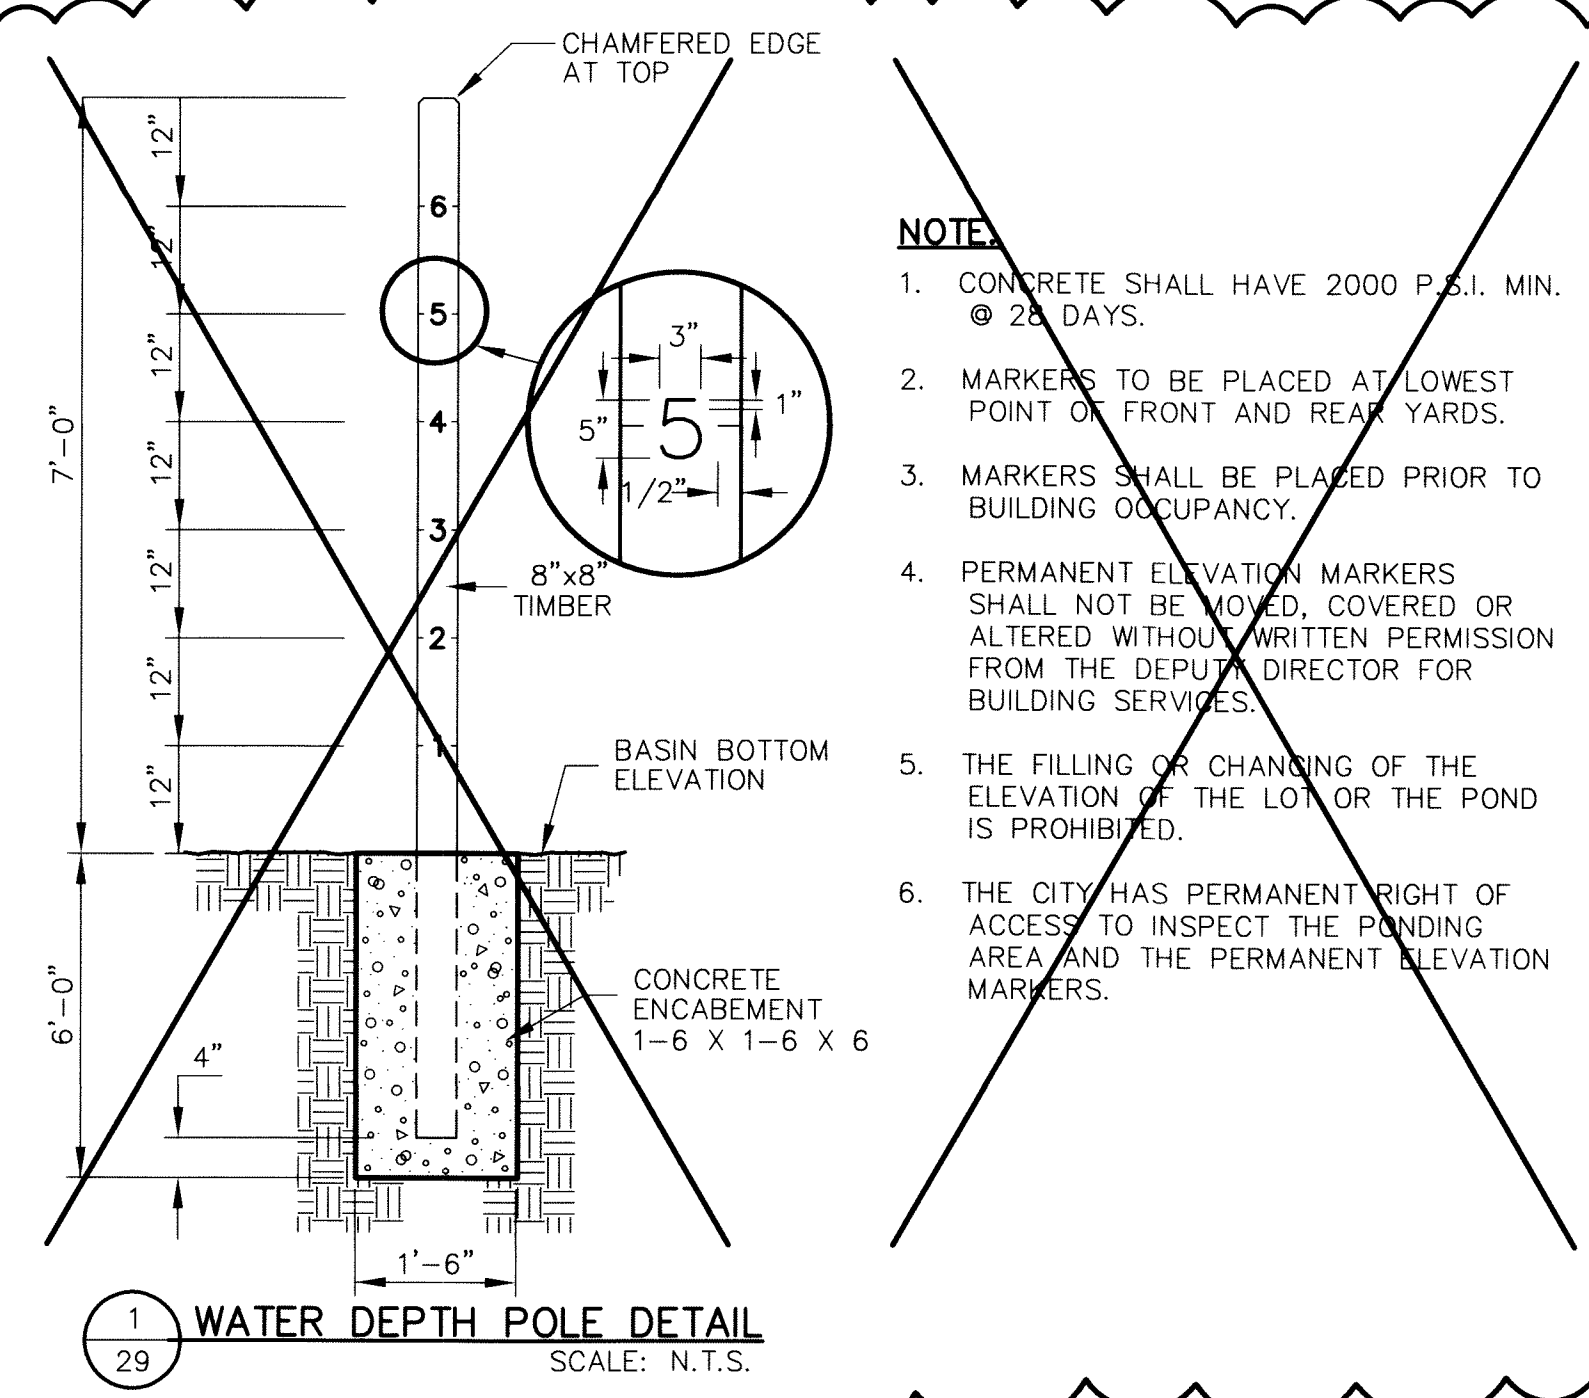 CHAMFERED EDGE
AT TOP
12"
12"
12"
12"
12"
12"
12"
7'-0"
6
5
4
3
2
1
3"
5
5"
1"
1/2"
8"x8"
TIMBER
BASIN BOTTOM
ELEVATION
6'-0"
4"
CONCRETE
ENCABEMENT
1-6 X 1-6 X 6
1'-6"
1
29
WATER DEPTH POLE DETAIL
SCALE: N.T.S.
NOTE:
1. CONCRETE SHALL HAVE 2000 P.S.I. MIN.
@ 28 DAYS.
2. MARKERS TO BE PLACED AT LOWEST
POINT OF FRONT AND REAR YARDS.
3. MARKERS SHALL BE PLACED PRIOR TO
BUILDING OCCUPANCY.
4. PERMANENT ELEVATION MARKERS
SHALL NOT BE MOVED, COVERED OR
ALTERED WITHOUT WRITTEN PERMISSION
FROM THE DEPUTY DIRECTOR FOR
BUILDING SERVICES.
5. THE FILLING OR CHANGING OF THE
ELEVATION OF THE LOT OR THE POND
IS PROHIBITED.
6. THE CITY HAS PERMANENT RIGHT OF
ACCESS TO INSPECT THE PONDING
AREA AND THE PERMANENT ELEVATION
MARKERS.